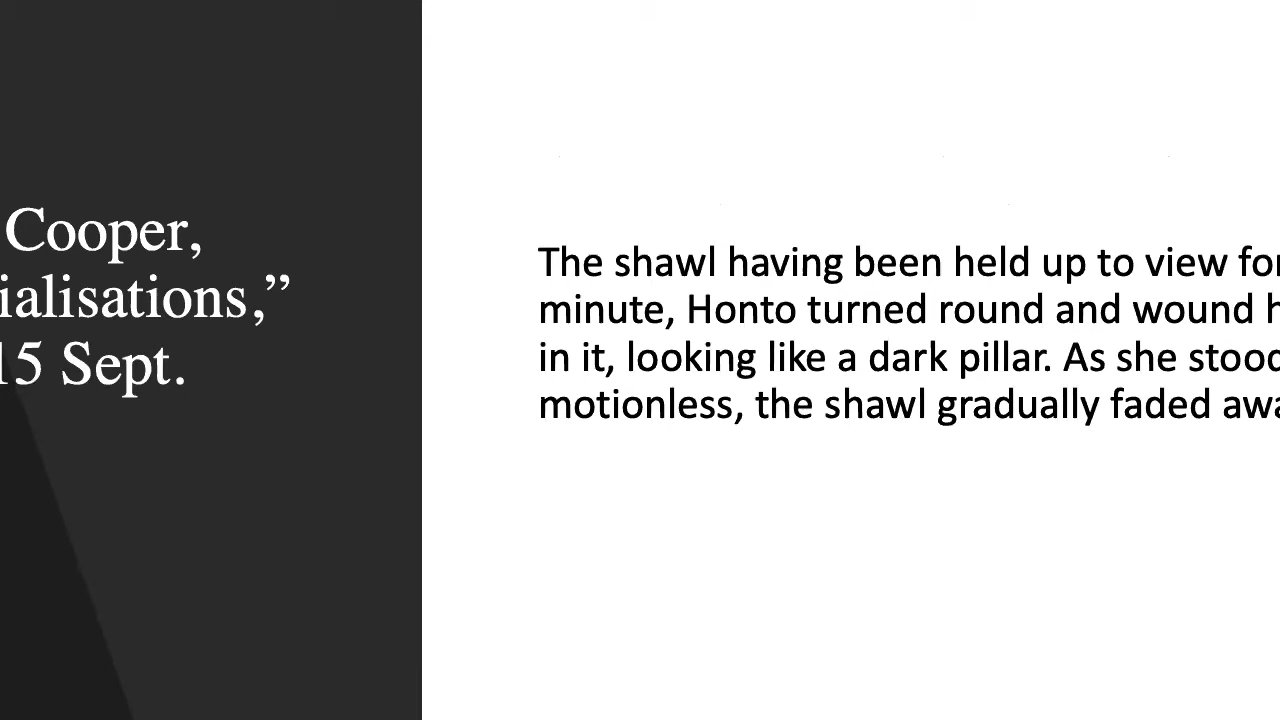 Cooper,
ialisations,”
15 Sept.
The shawl having been held up to view for
minute, Honto turned round and wound h
in it, looking like a dark pillar. As she stood
motionless, the shawl gradually faded awa